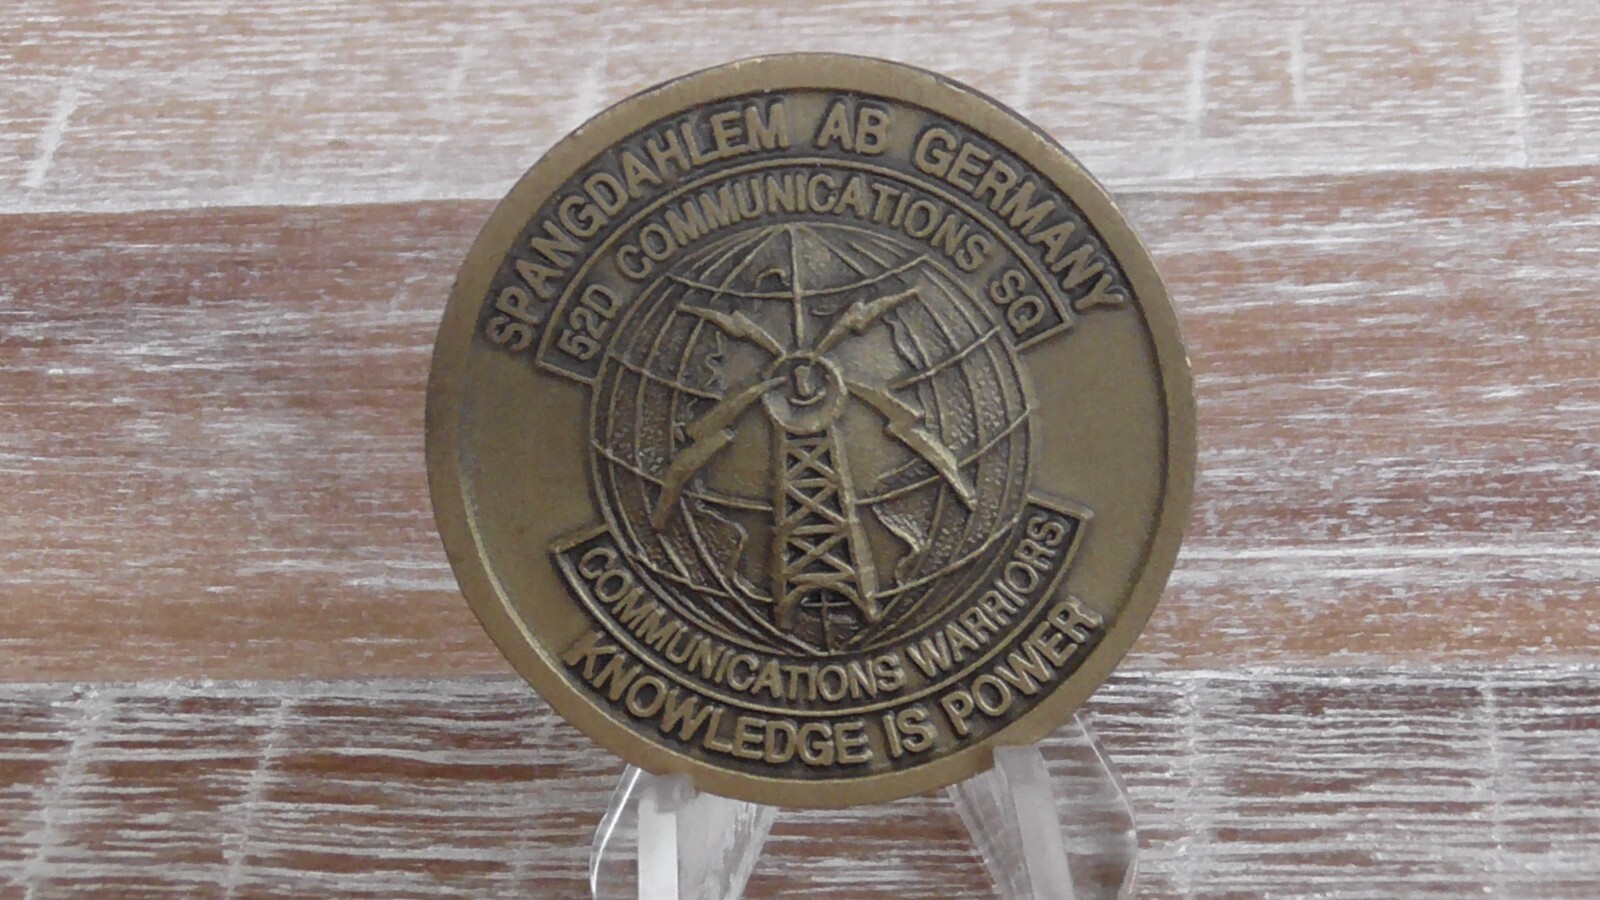 SPANGDAHLEM AB GERMANY
52D COMMUNICATIONS SQ
COMMUNICATIONS WARRIORS
KNOWLEDGE IS POWER